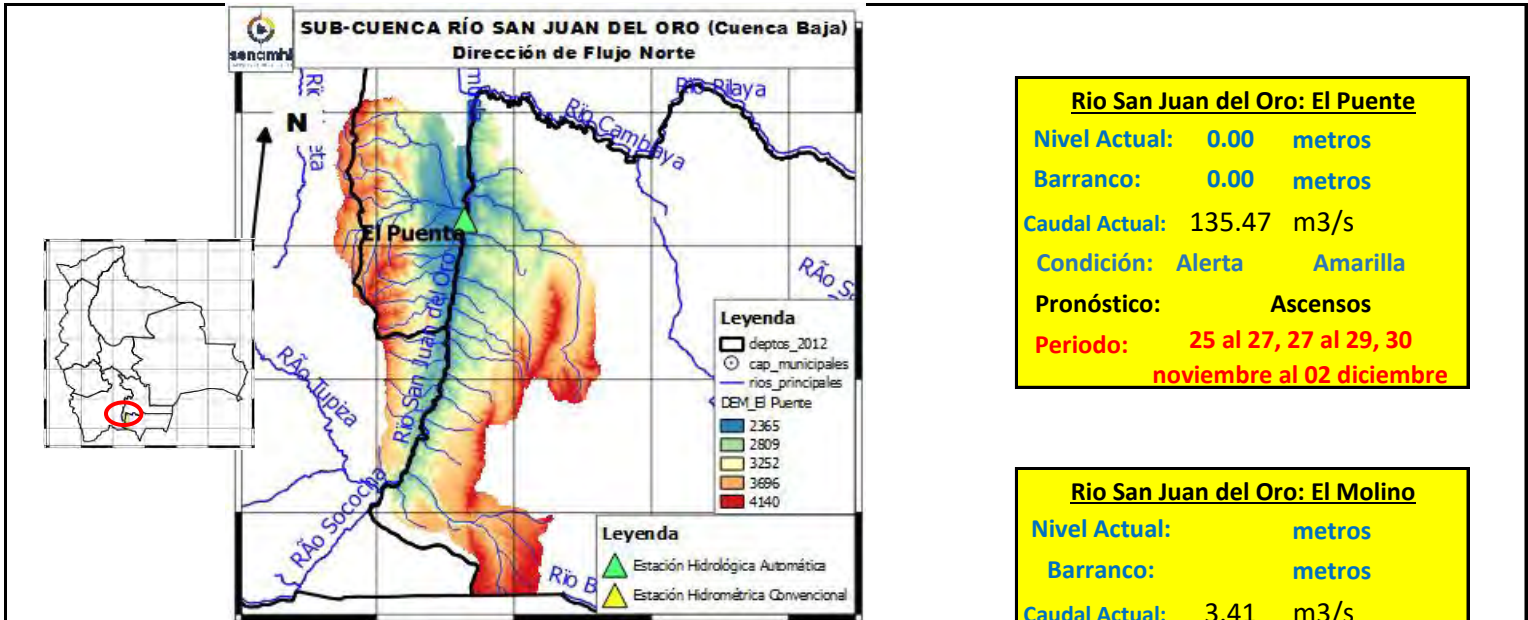 senamhi
SUB-CUENCA RÍO SAN JUAN DEL ORO (Cuenca Baja)
Dirección de Flujo Norte
Rïo Pilaya
Rïo Camblaya
N
El Puente
Rïo San Juan del Oro
RÃo S
RÃo Tupiza
RÃo Sococha
Rïo B
Leyenda
deptos_2012
cap_municipales
rios_principales
DEM_El Puente
2365
2809
3252
3696
4140
Leyenda
Estación Hidrológica Automática
Estación Hidrométrica Convencional
Rio San Juan del Oro: El Puente
Nivel Actual: 0.00 metros
Barranco: 0.00 metros
Caudal Actual: 135.47 m3/s
Condición: Alerta Amarilla
Pronóstico: Ascensos
Periodo: 25 al 27, 27 al 29, 30
noviembre al 02 diciembre
Rio San Juan del Oro: El Molino
Nivel Actual: metros
Barranco: metros
Caudal Actual: 3.41 m3/s